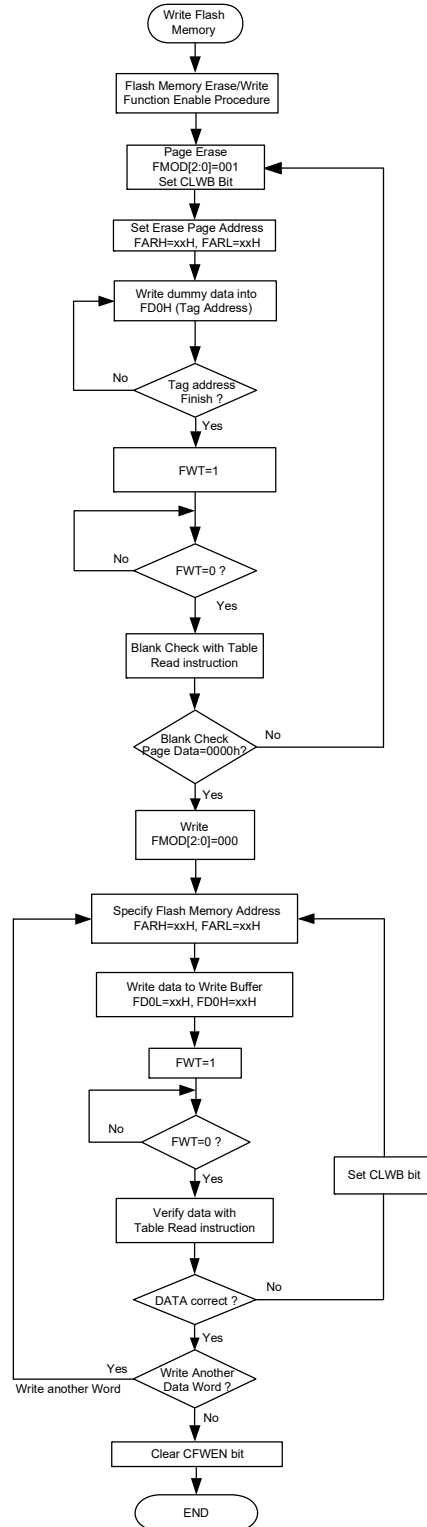 Write Flash
Memory
Flash Memory Erase/Write
Function Enable Procedure
Page Erase
FMOD[2:0]=001
Set CLWB Bit
Set Erase Page Address
FARH=xxH, FARL=xxH
Write dummy data into
FD0H (Tag Address)
No
Tag address
Finish ?
Yes
FWT=1
No
FWT=0 ?
Yes
Blank Check with Table
Read instruction
No
Blank Check
Page Data=0000h?
Yes
Write
FMOD[2:0]=000
Specify Flash Memory Address
FARH=xxH, FARL=xxH
Write data to Write Buffer
FD0L=xxH, FD0H=xxH
FWT=1
No
FWT=0 ?
Yes
Set CLWB bit
Verify data with
Table Read instruction
No
DATA correct ?
Yes
Yes
Write another Word
Write Another
Data Word ?
No
Clear CFWEN bit
END